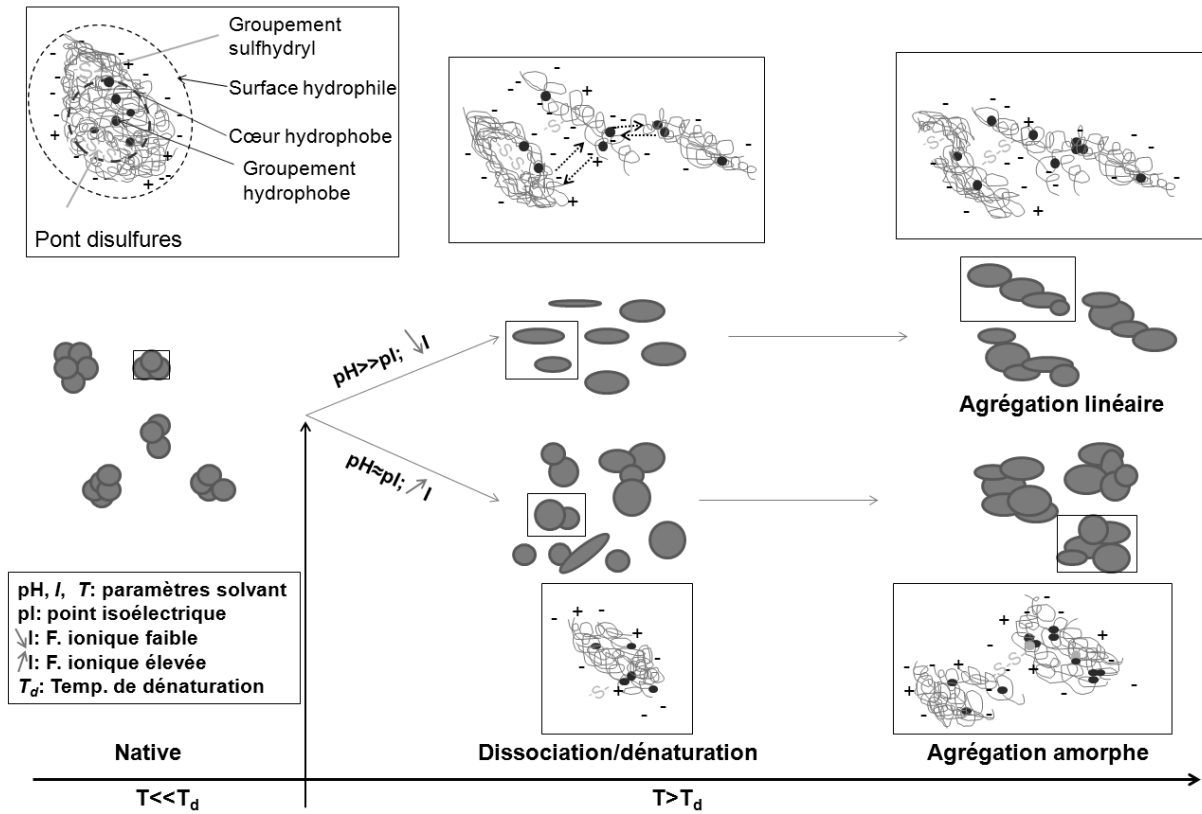 Groupement
sulfhydryl
Surface hydrophile
Cœur hydrophobe
Groupement
hydrophobe
Pont disulfures
pH>>pI; ↘I
pH≈pI; ↗I
Agrégation linéaire
pH, I, T: paramètres solvant
pI: point isoélectrique
↘I: F. ionique faible
↗I: F. ionique élevée
Td: Temp. de dénaturation
-S-
-S-S-
-S-
-S-S-
Native
Dissociation/dénaturation
Agrégation amorphe
T<<Td
T>Td